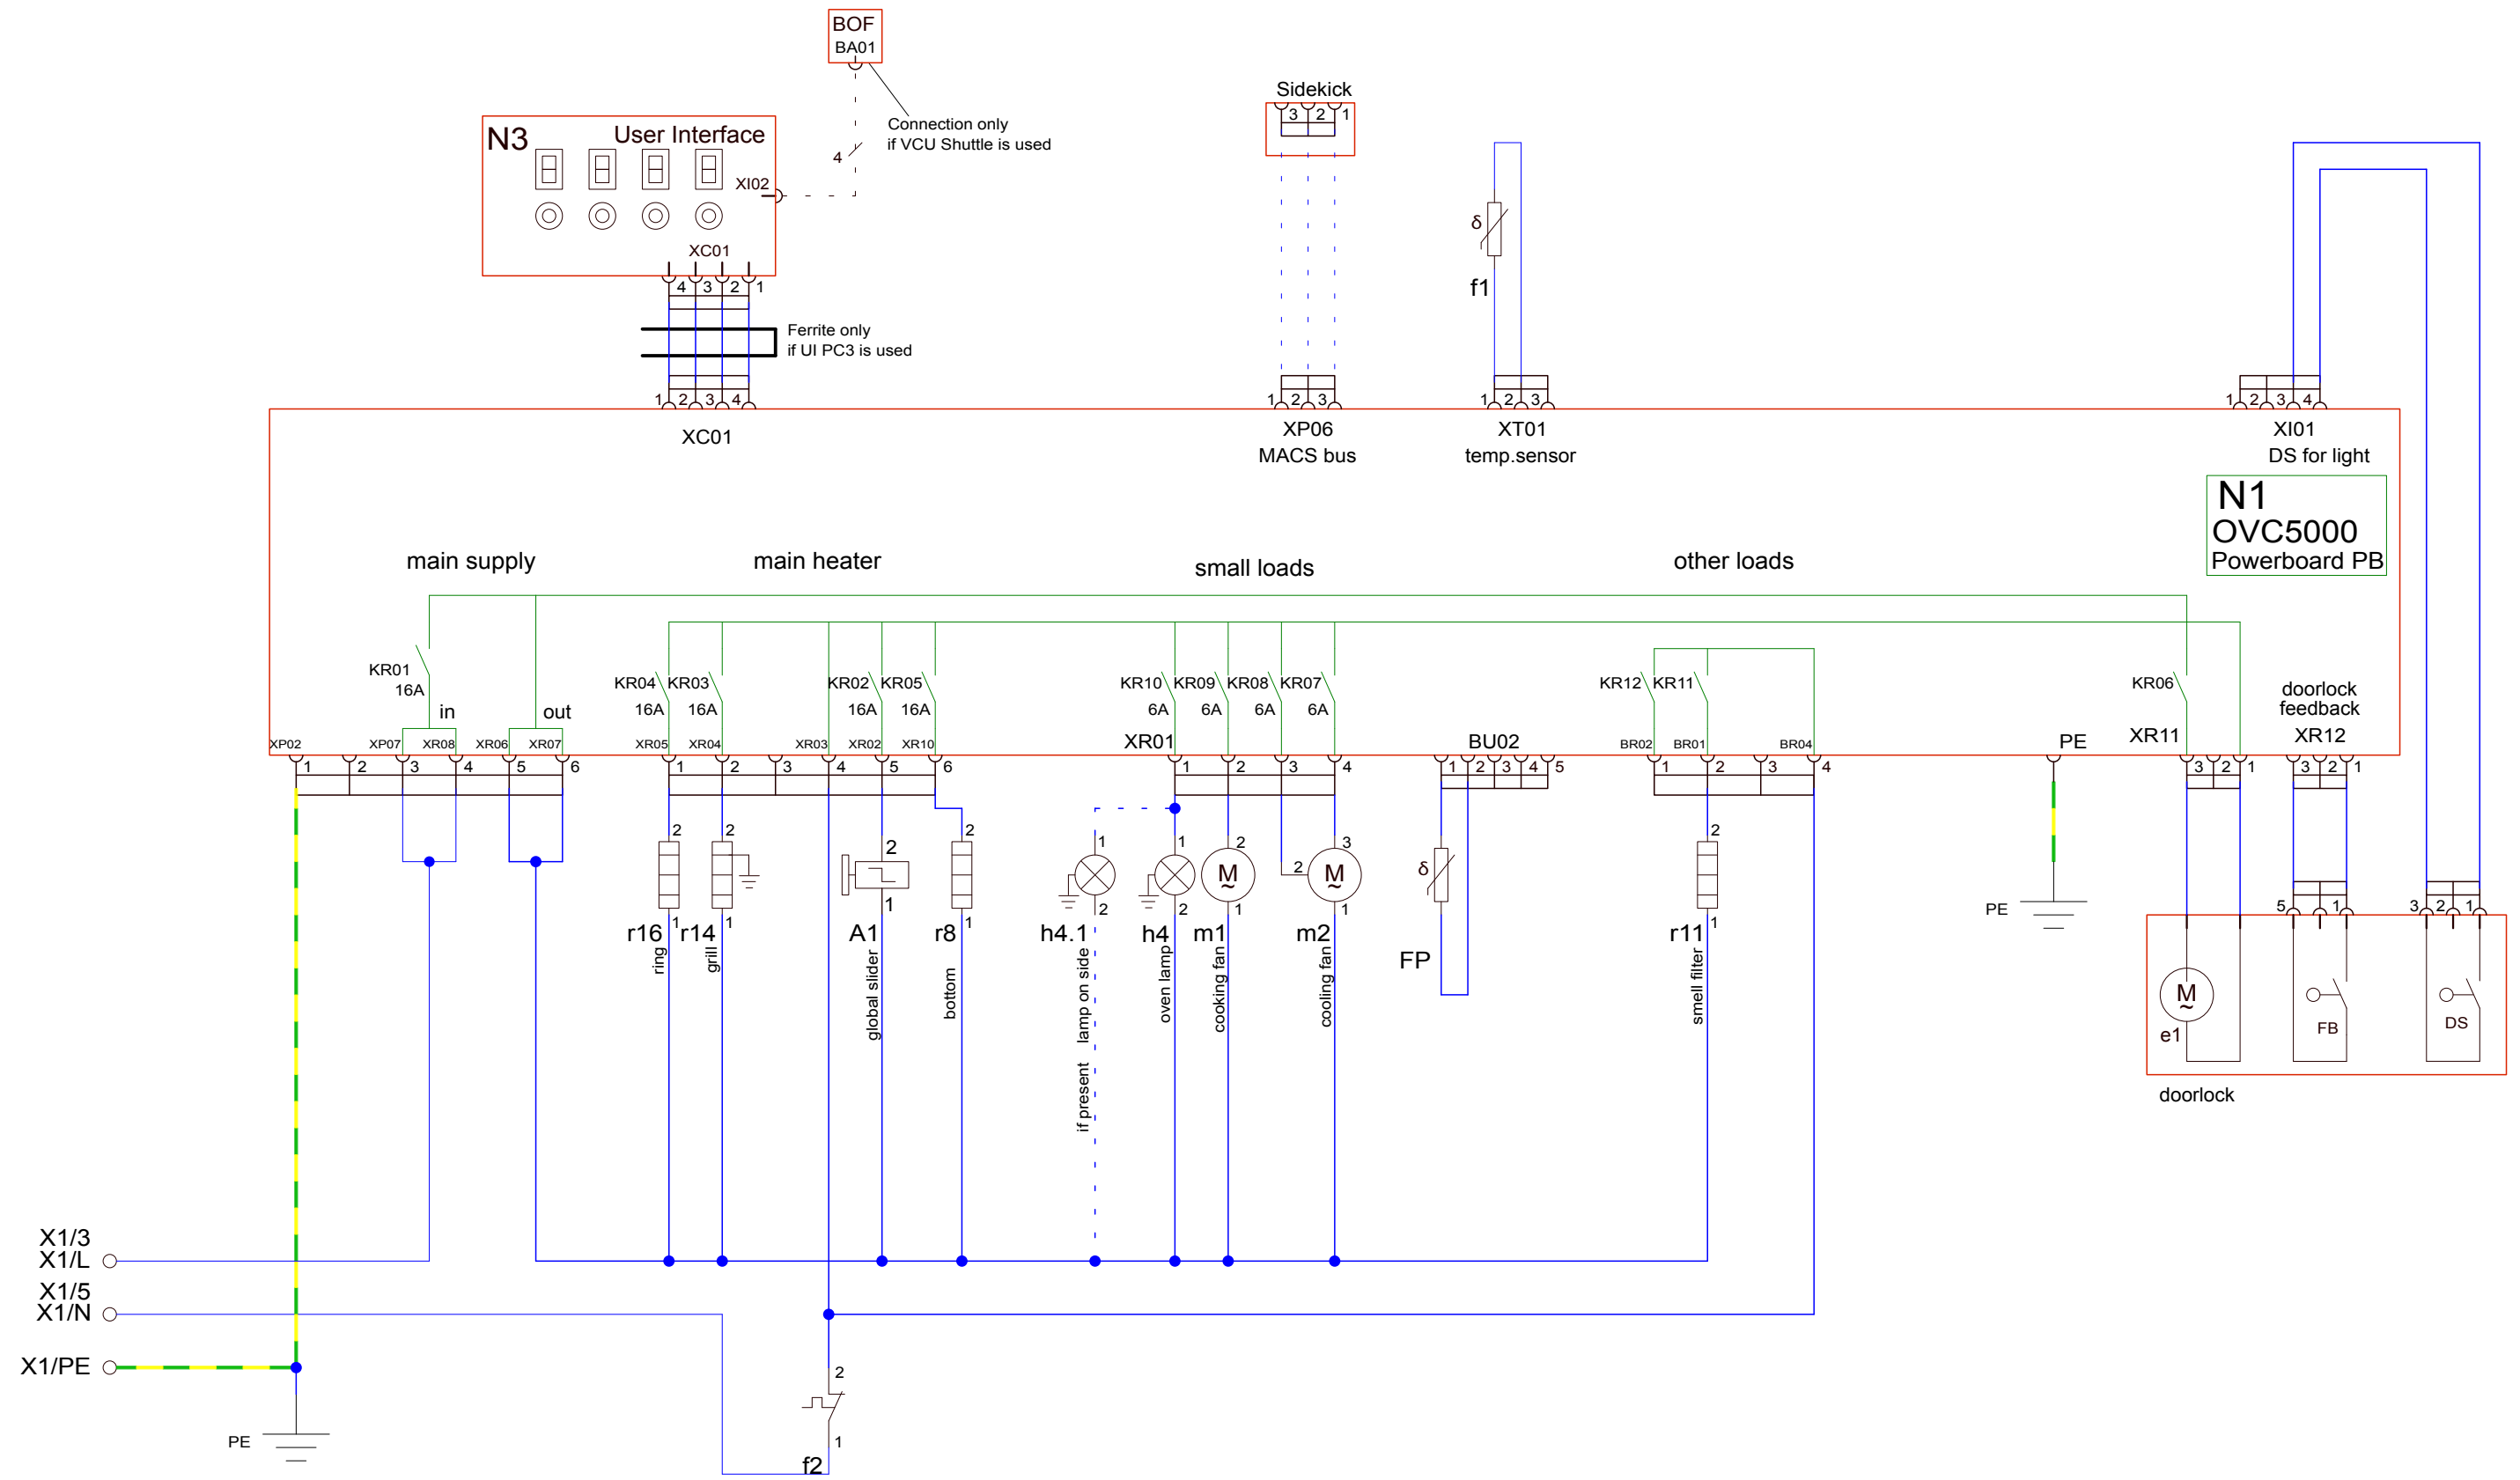 BOF
BA01
Connection only
if VCU Shuttle is used
4
Sidekick
3 2 1
N3 User Interface
XI02
XC01
4 3 2 1
δ
f1
Ferrite only
if UI PC3 is used
1 2 3 4
1 2 3
1 2 3
1 2 3 4
XC01
XP06
MACS bus
XT01
temp.sensor
XI01
DS for light
N1
OVC5000
Powerboard PB
main supply
main heater
small loads
other loads
KR01
16A
in
out
KR04 KR03 KR02 KR05
16A 16A 16A 16A
KR10 KR09 KR08 KR07
6A 6A 6A 6A
KR12 KR11
KR06
doorlock
feedback
XP02 XP07 XR08 XR06 XR07
XR05 XR04 XR03 XR02 XR10
XR01
BU02
BR02 BR01 BR04
PE
XR11
XR12
1 2 3 4 5 6
1 2 3 4 5 6
1 2 3 4
1 2 3 4 5
1 2 3 4
3 2 1
3 2 1
2 2 2 2
1 1 2 3
2
δ
2
M
~
M
~
1 1 1 1
2 2 1 1
1
r16 r14 A1 r8
h4.1 h4 m1 m2
FP
r11
ring
grill
global slider
bottom
if present lamp on side
oven lamp
cooking fan
cooling fan
smell filter
PE
5 1
3 2 1
M
~
e1
FB
DS
doorlock
X1/3
X1/L
X1/5
X1/N
X1/PE
PE
2
1
f2